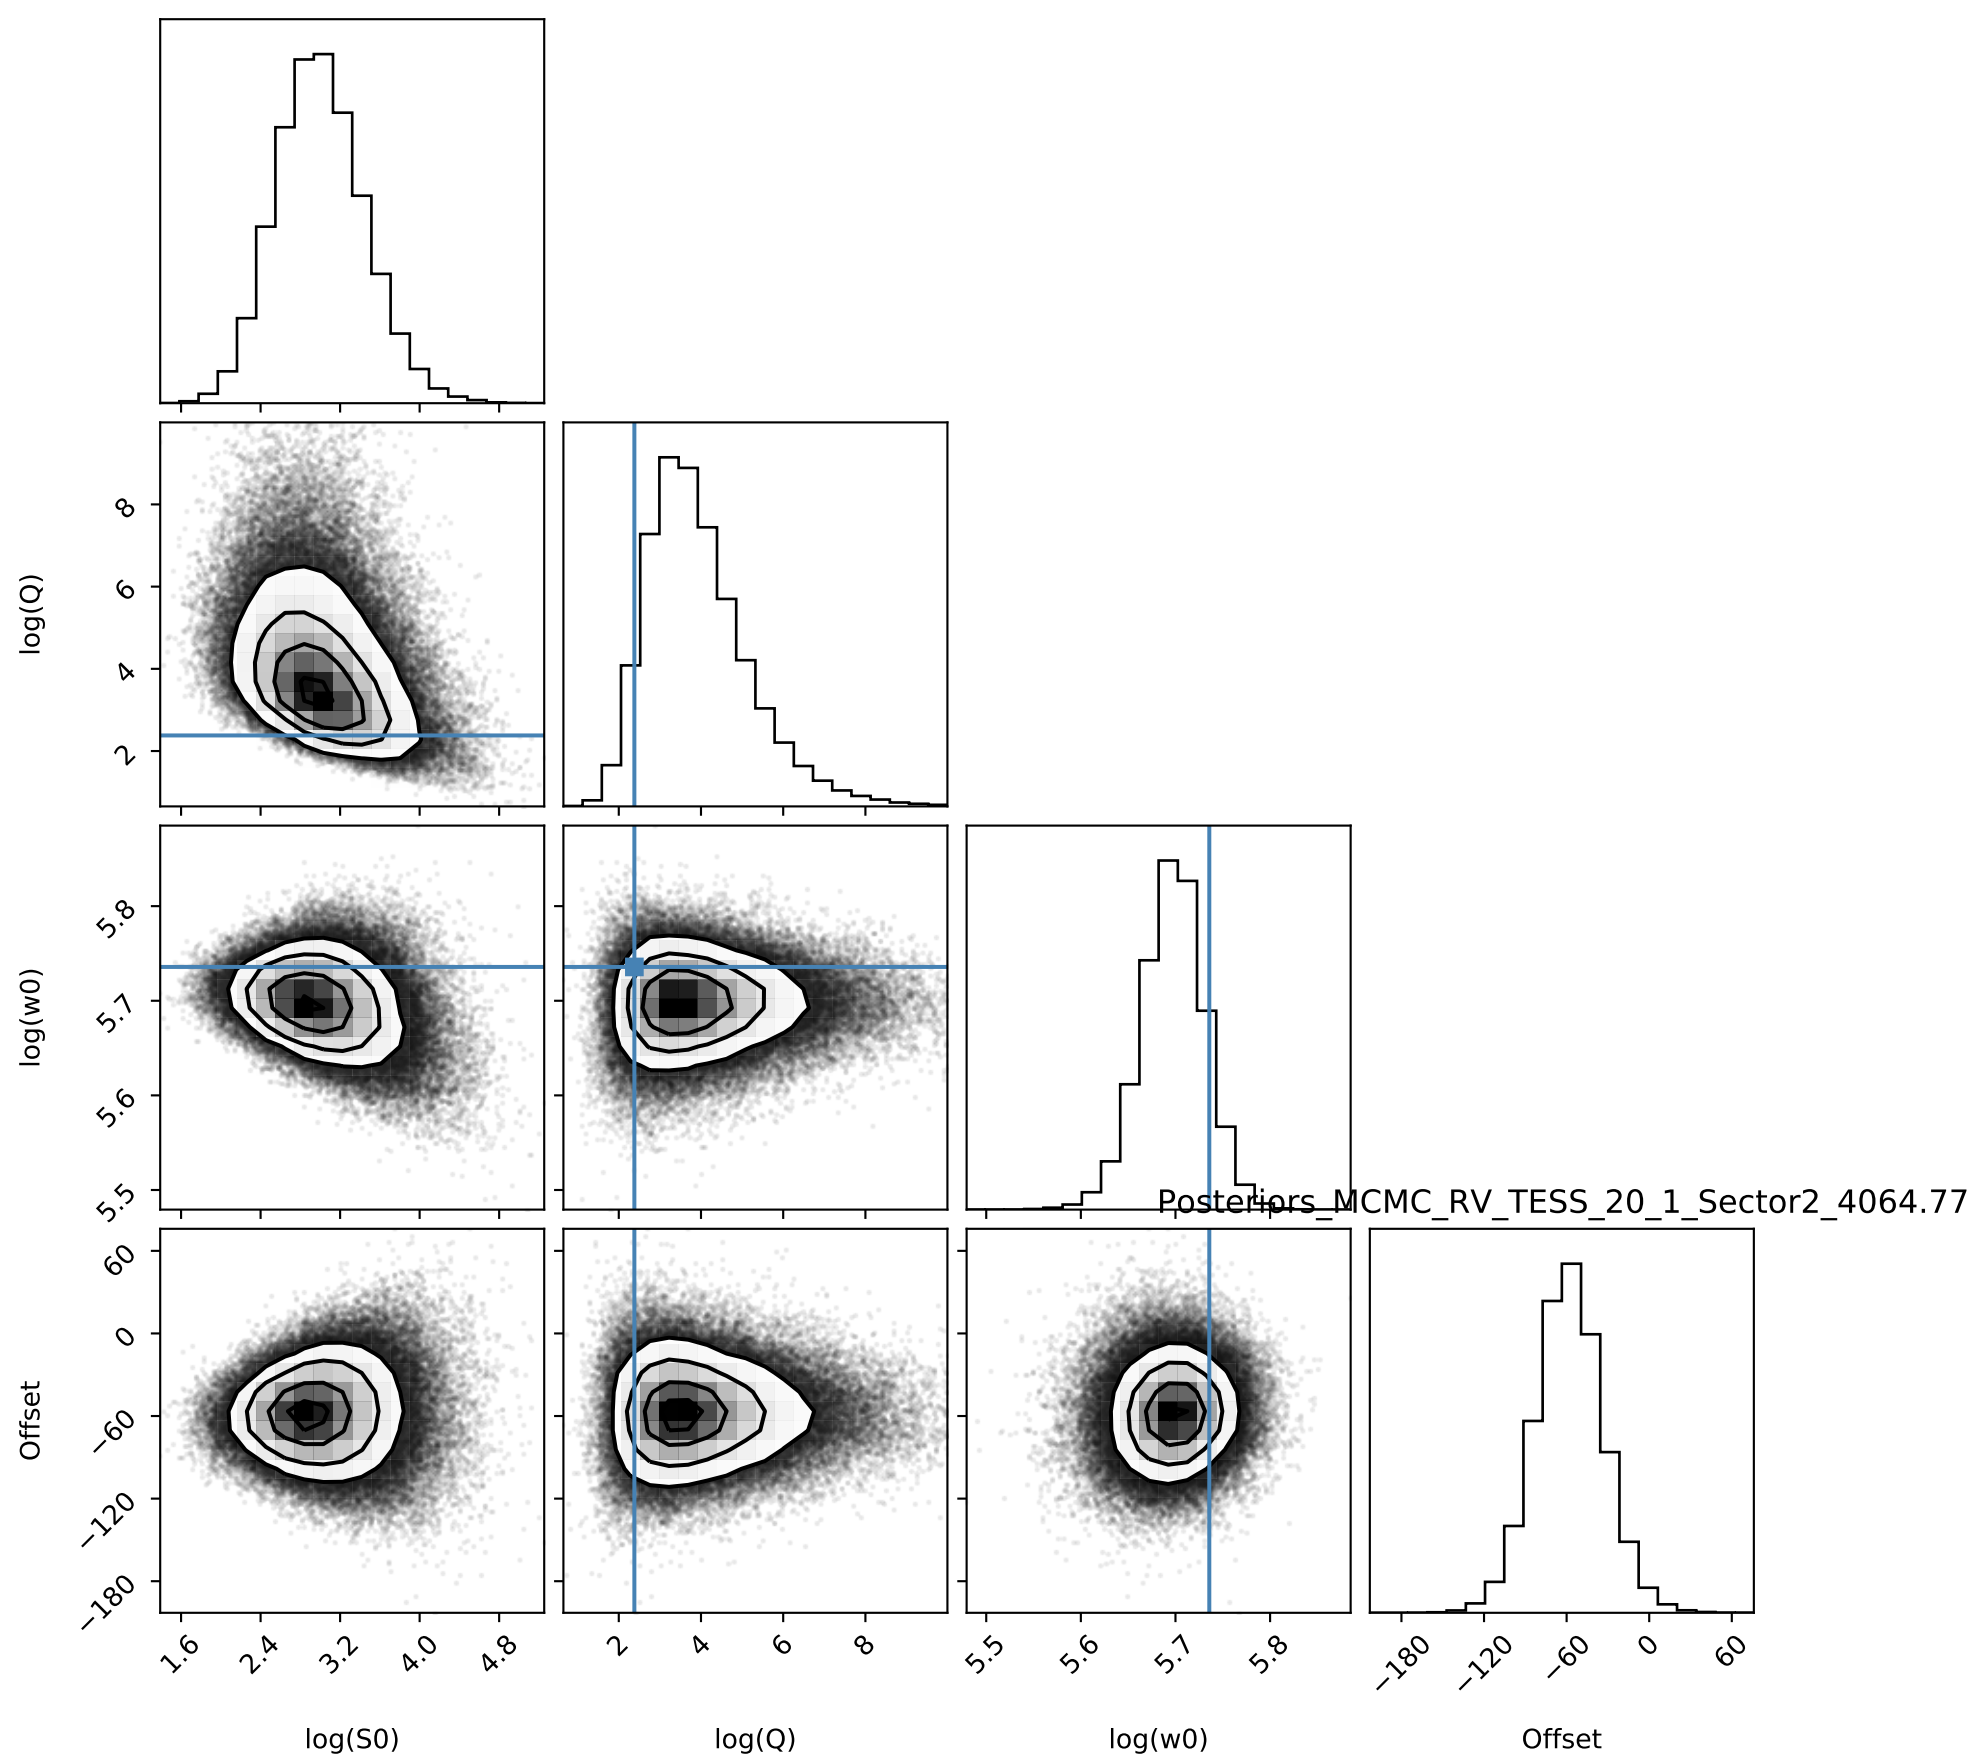 8
6
4
2
log(Q)
5.8
5.7
5.6
5.5
log(w0)
Posteriors_MCMC_RV_TESS_20_1_Sector2_4064.77
60
0
−60
−120
−180
Offset
1.6 2.4 3.2 4.0 4.8
2 4 6 8
5.5 5.6 5.7 5.8
−180 −120 −60 0 60
log(S0) log(Q) log(w0) Offset